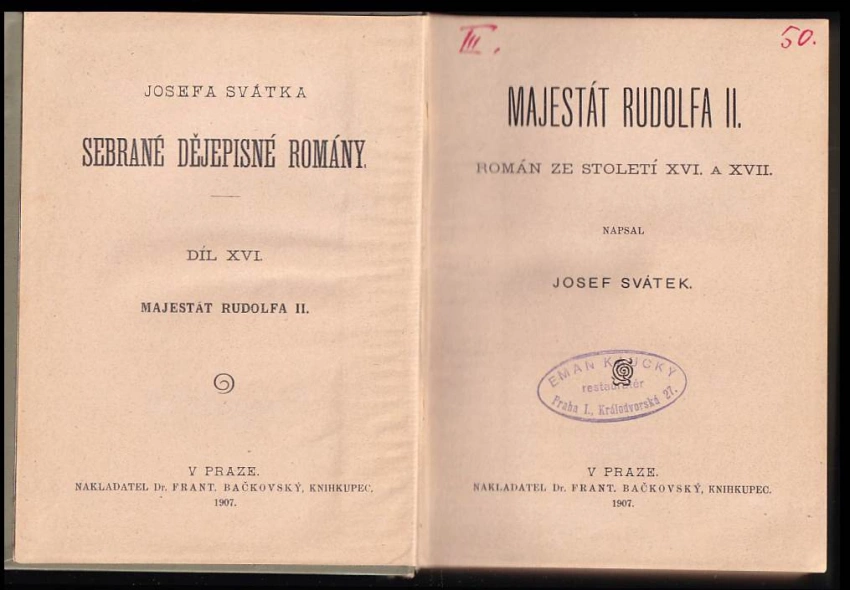 JOSEFA SVÁTKA
SEBRANÉ DĚJEPISNÉ ROMÁNY.
DÍL XVI.
MAJESTÁT RUDOLFA II.
V PRAZE.
NAKLADATEL Dr. FRANT. BAČKOVSKÝ, KNIHKUPEC.
1907.
III.
50.
MAJESTÁT RUDOLFA II.
ROMÁN ZE STOLETÍ XVI. A XVII.
NAPSAL
JOSEF SVÁTEK.
EMAN
restauratér
Praha I., Králodvorská 27.
V PRAZE.
NAKLADATEL Dr. FRANT. BAČKOVSKÝ, KNIHKUPEC.
1907.